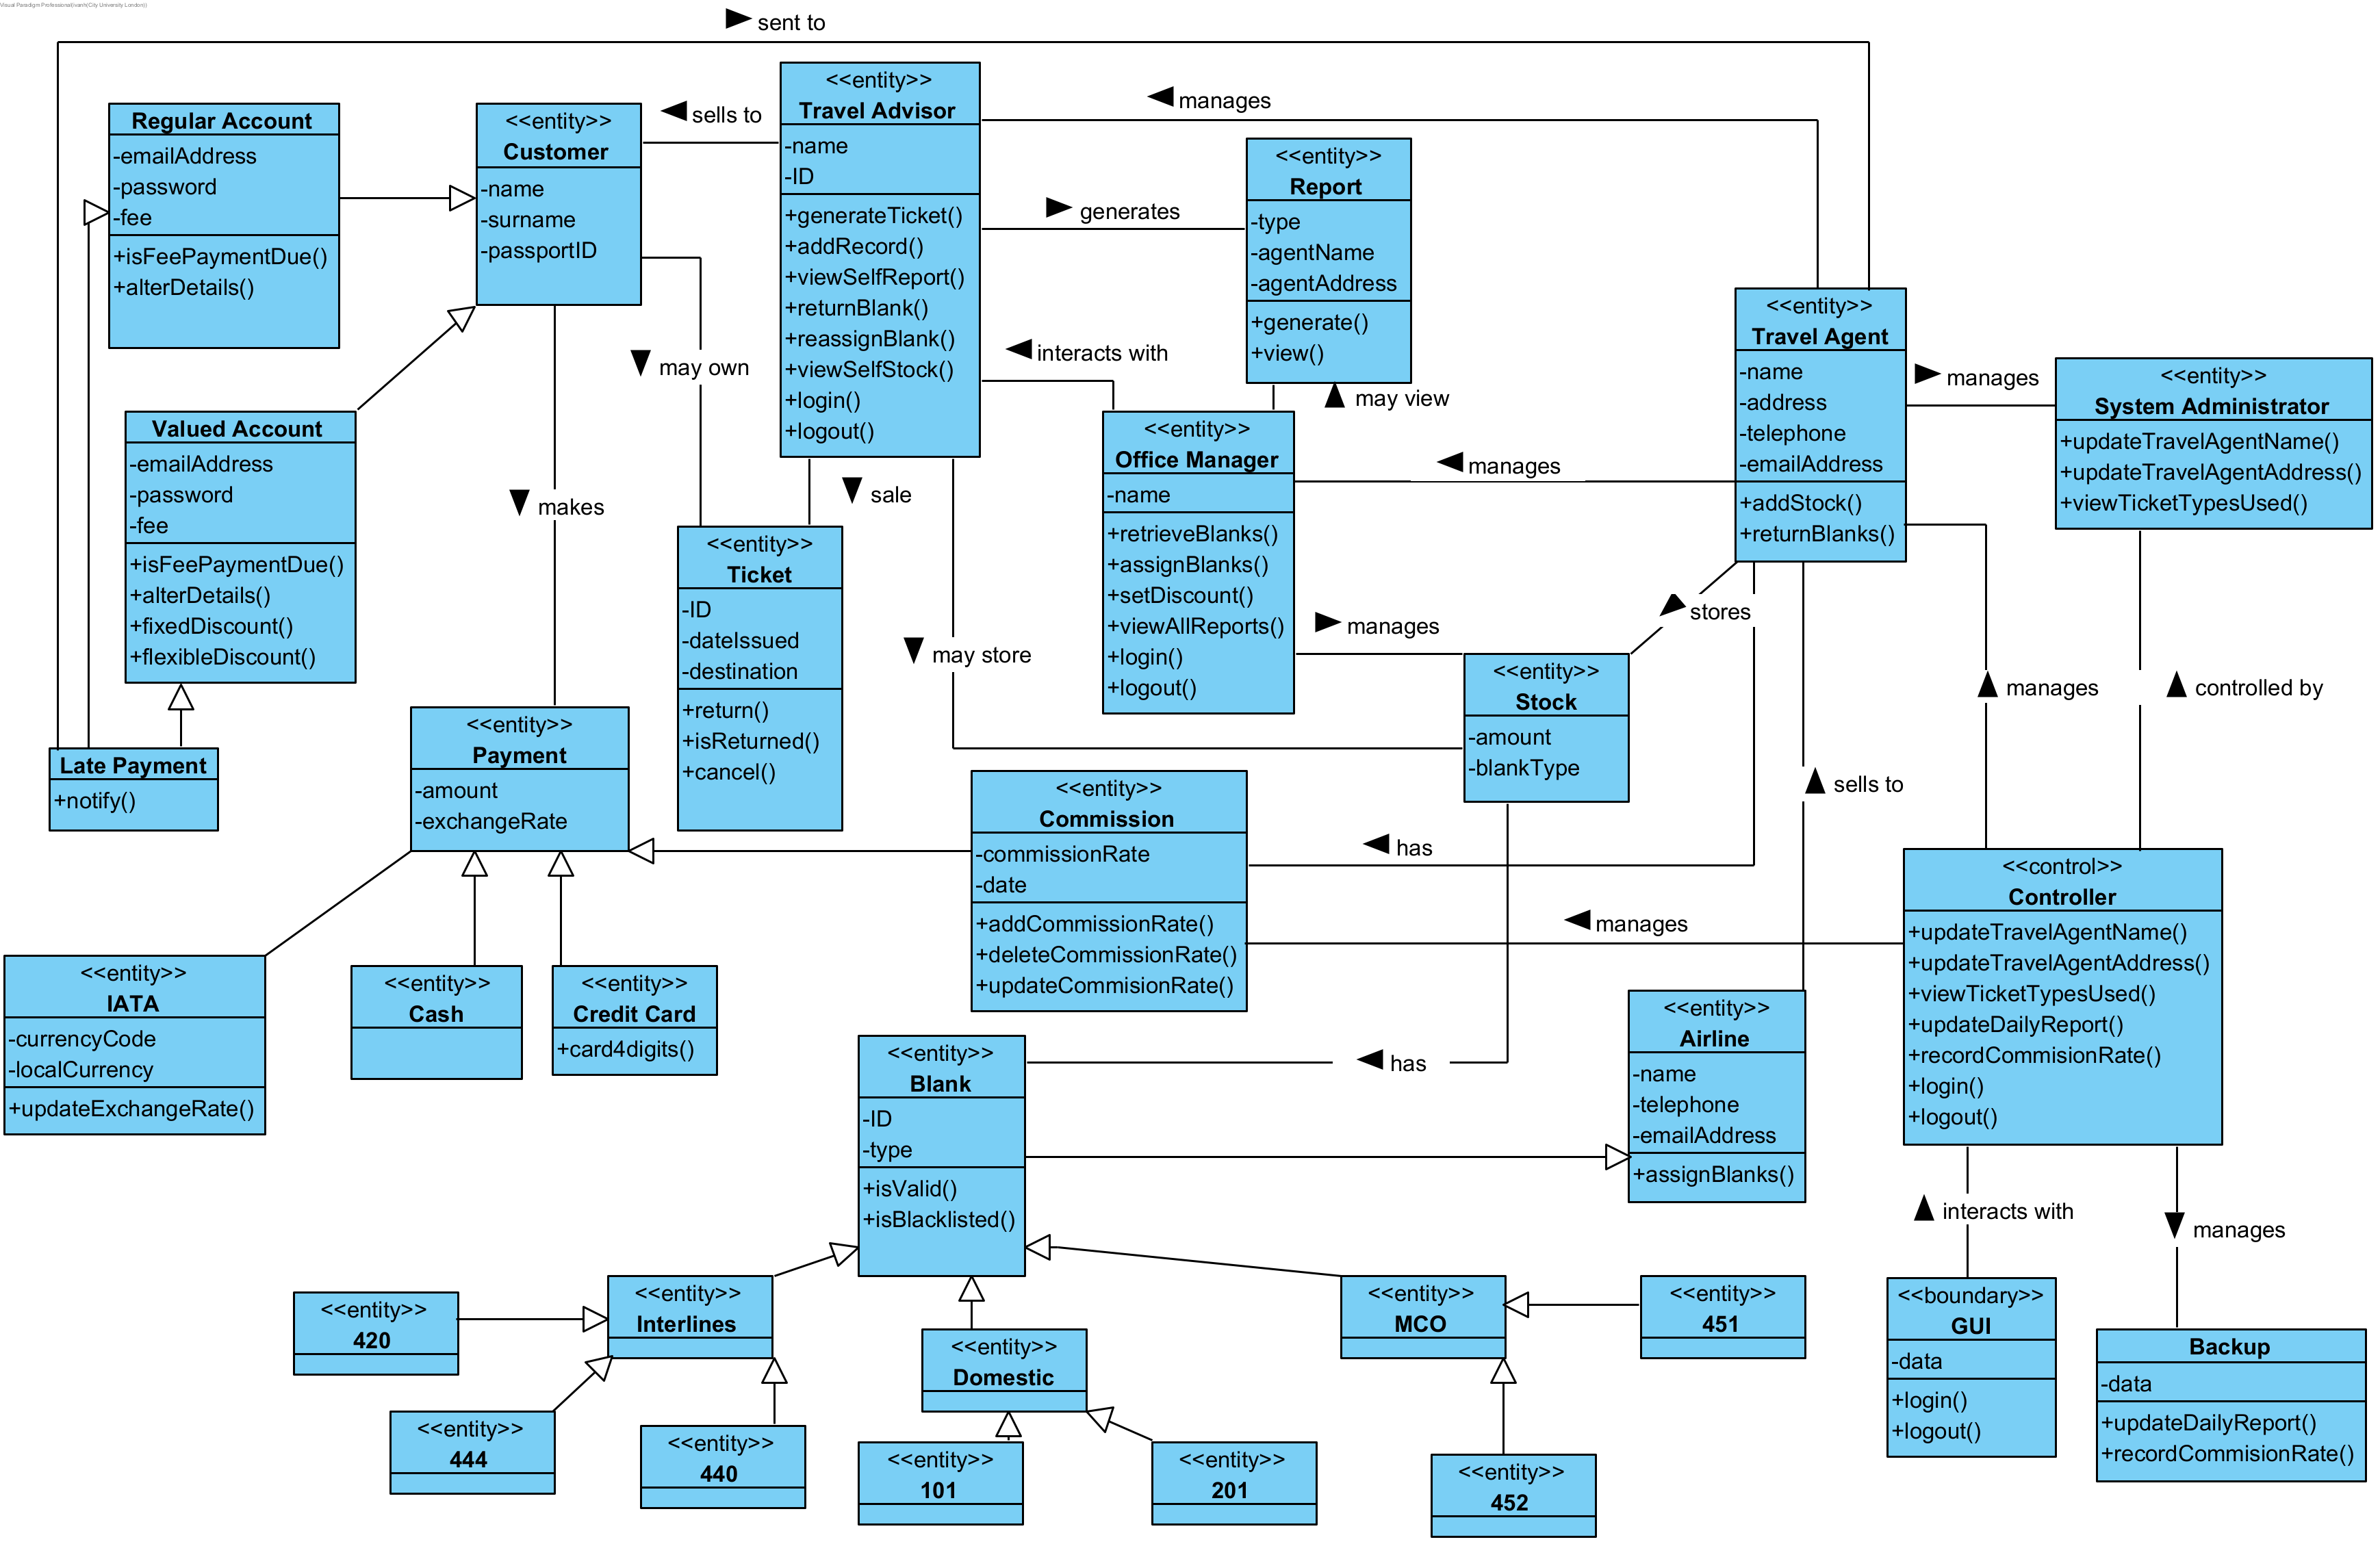 Visual Paradigm Professional(ivanh(City University London))
sent to
Regular Account
-emailAddress
-password
-fee
+isFeePaymentDue()
+alterDetails()
<<entity>>
Customer
-name
-surname
-passportID
sells to
<<entity>>
Travel Advisor
-name
-ID
+generateTicket()
+addRecord()
+viewSelfReport()
+returnBlank()
+reassignBlank()
+viewSelfStock()
+login()
+logout()
manages
generates
<<entity>>
Report
-type
-agentName
-agentAddress
+generate()
+view()
interacts with
may view
<<entity>>
Travel Agent
-name
-address
-telephone
-emailAddress
+addStock()
+returnBlanks()
manages
<<entity>>
System Administrator
+updateTravelAgentName()
+updateTravelAgentAddress()
+viewTicketTypesUsed()
Valued Account
-emailAddress
-password
-fee
+isFeePaymentDue()
+alterDetails()
+fixedDiscount()
+flexibleDiscount()
may own
makes
sale
<<entity>>
Office Manager
-name
+retrieveBlanks()
+assignBlanks()
+setDiscount()
+viewAllReports()
+login()
+logout()
manages
<<entity>>
Ticket
-ID
-dateIssued
-destination
+return()
+isReturned()
+cancel()
may store
manages
stores
<<entity>>
Stock
-amount
-blankType
manages
controlled by
Late Payment
+notify()
<<entity>>
Payment
-amount
-exchangeRate
<<entity>>
Commission
-commissionRate
-date
+addCommissionRate()
+deleteCommissionRate()
+updateCommisionRate()
has
sells to
manages
<<control>>
Controller
+updateTravelAgentName()
+updateTravelAgentAddress()
+viewTicketTypesUsed()
+updateDailyReport()
+recordCommisionRate()
+login()
+logout()
<<entity>>
IATA
-currencyCode
-localCurrency
+updateExchangeRate()
<<entity>>
Cash
<<entity>>
Credit Card
+card4digits()
<<entity>>
Blank
-ID
-type
+isValid()
+isBlacklisted()
has
<<entity>>
Airline
-name
-telephone
-emailAddress
+assignBlanks()
interacts with
manages
<<entity>>
420
<<entity>>
Interlines
<<entity>>
Domestic
<<entity>>
MCO
<<entity>>
451
<<boundary>>
GUI
-data
+login()
+logout()
Backup
-data
+updateDailyReport()
+recordCommisionRate()
<<entity>>
444
<<entity>>
440
<<entity>>
101
<<entity>>
201
<<entity>>
452